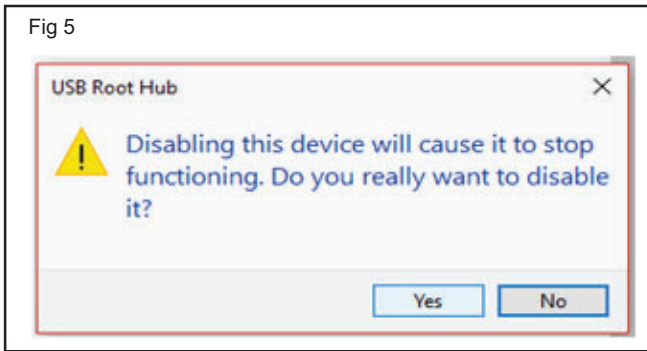 Fig 5
USB Root Hub
Disabling this device will cause it to stop
functioning. Do you really want to disable
it?
Yes No